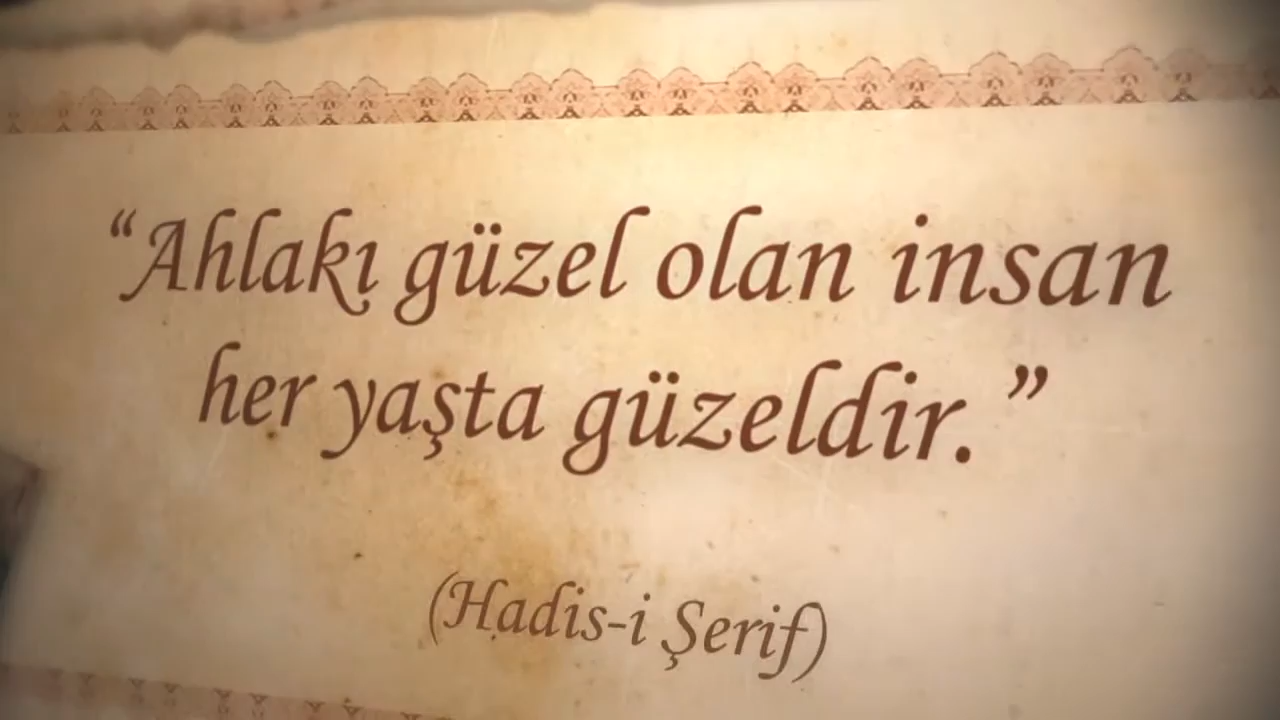 “Ahlakı güzel olan insan
her yaşta güzeldir.”
(Hadis-i Şerif)